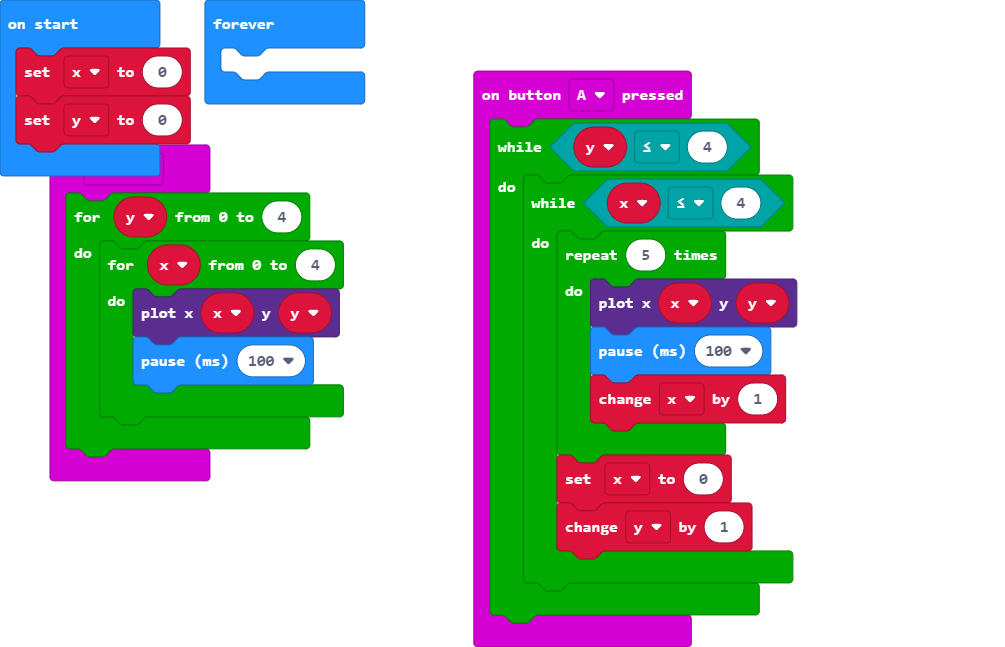 on start
set x to 0
set y to 0
forever
for y from 0 to 4
do
for x from 0 to 4
do
plot x x y y
pause (ms) 100
on button A pressed
while y ≤ 4
do
while x ≤ 4
do
repeat 5 times
do
plot x x y y
pause (ms) 100
change x by 1
set x to 0
change y by 1